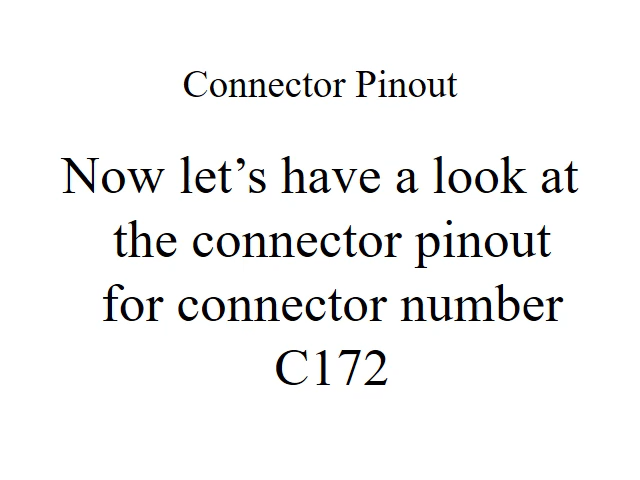 Connector Pinout
Now let’s have a look at
the connector pinout
for connector number
C172